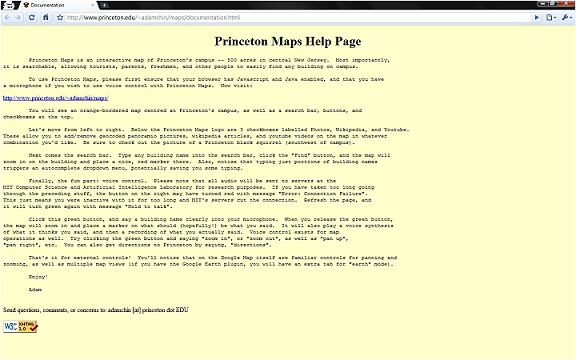 Documentation
http://www.princeton.edu/~adamchin/maps/documentation.html
Princeton Maps Help Page
Princeton Maps is an interactive map of Princeton's campus -- 500 acres in central New Jersey. Most importantly,
it is searchable, allowing tourists, parents, freshmen, and other people to easily find any building on campus.
To use Princeton Maps, please first ensure that your browser has Javascript and Java enabled, and that you have
a microphone if you wish to use voice control with Princeton Maps. Now visit:
http://www.princeton.edu/~adamchin/maps/
You will see an orange-bordered map centred at Princeton's campus, as well as a search bar, buttons, and
checkboxes at the top.
Let's move from left to right. Below the Princeton Maps logo are 3 checkboxes labelled Photos, Wikipedia, and Youtube.
These allow you to add/remove geocoded panoramio pictures, wikipedia articles, and youtube videos on the map in whatever
combination you'd like. Be sure to check out the picture of a Princeton black squirrel (southwest of campus).
Next comes the search bar. Type any building name into the search bar, click the "Find" button, and the map will
zoom in on the building and place a nice, red marker there. Also, notice that typing just portions of building names
triggers an autocomplete dropdown menu, potentially saving you some typing.
Finally, the fun part: voice control. Please note that all audio will be sent to servers at the
MIT Computer Science and Artificial Intelligence Laboratory for research purposes. If you have taken too long going
through the preceding stuff, the button on the right may have turned red with message "Error: Connection Failure".
This just means you were inactive with it for too long and MIT's servers cut the connection. Refresh the page, and
it will turn green again with message "Hold to talk".
Click this green button, and say a building name clearly into your microphone. When you release the green button,
the map will zoom in and place a marker on what should (hopefully!) be what you said. It will also play a voice synthesis
of what it thinks you said, and then a recording of what you actually said. Voice control exists for map
operations as well. Try clicking the green button and saying "zoom in", or "zoom out", as well as "pan up",
"pan right", etc. You can also get directions to Princeton by saying, "directions".
That's it for external controls! You'll notice that on the Google Map itself are familiar controls for panning and
zooming, as well as multiple map views (if you have the Google Earth plugin, you will have an extra tab for "earth" mode).
Enjoy!
Adam
Send questions, comments, or concerns to: adamchin [at] princeton dot EDU
W3C XHTML 1.0